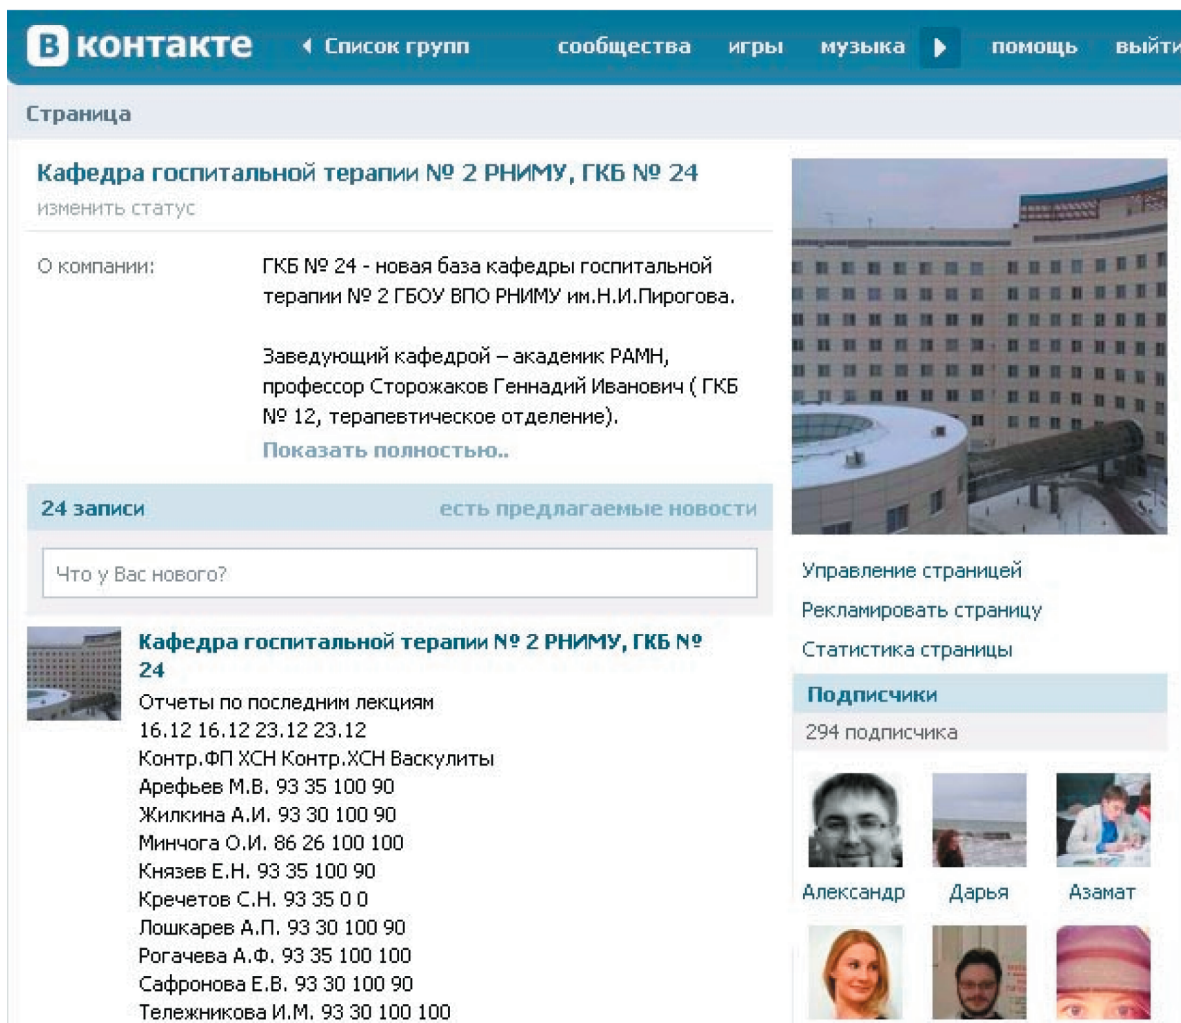 В контакте
Список групп сообщества игры музыка помощь выйти
Страница
Кафедра госпитальной терапии № 2 РНИМУ, ГКБ № 24
изменить статус
О компании:
ГКБ № 24 - новая база кафедры госпитальной
терапии № 2 ГБОУ ВПО РНИМУ им.Н.И.Пирогова.
Заведующий кафедрой – академик РАМН,
профессор Сторожаков Геннадий Иванович ( ГКБ
№ 12, терапевтическое отделение).
Показать полностью..
24 записи
есть предлагаемые новости
Что у Вас нового?
Кафедра госпитальной терапии № 2 РНИМУ, ГКБ №
24
Отчеты по последним лекциям
16.12 16.12 23.12 23.12
Контр.ФП ХСН Контр.ХСН Васкулиты
Арефьев М.В. 93 35 100 90
Жилкина А.И. 93 30 100 90
Минчога О.И. 86 26 100 100
Князев Е.Н. 93 35 100 90
Кречетов С.Н. 93 35 0 0
Лошкарев А.П. 93 30 100 90
Рогачева А.Ф. 93 35 100 100
Сафронова Е.В. 93 30 100 90
Тележникова И.М. 93 30 100 100
Управление страницей
Рекламировать страницу
Статистика страницы
Подписчики
294 подписчика
Александр Дарья Азамат